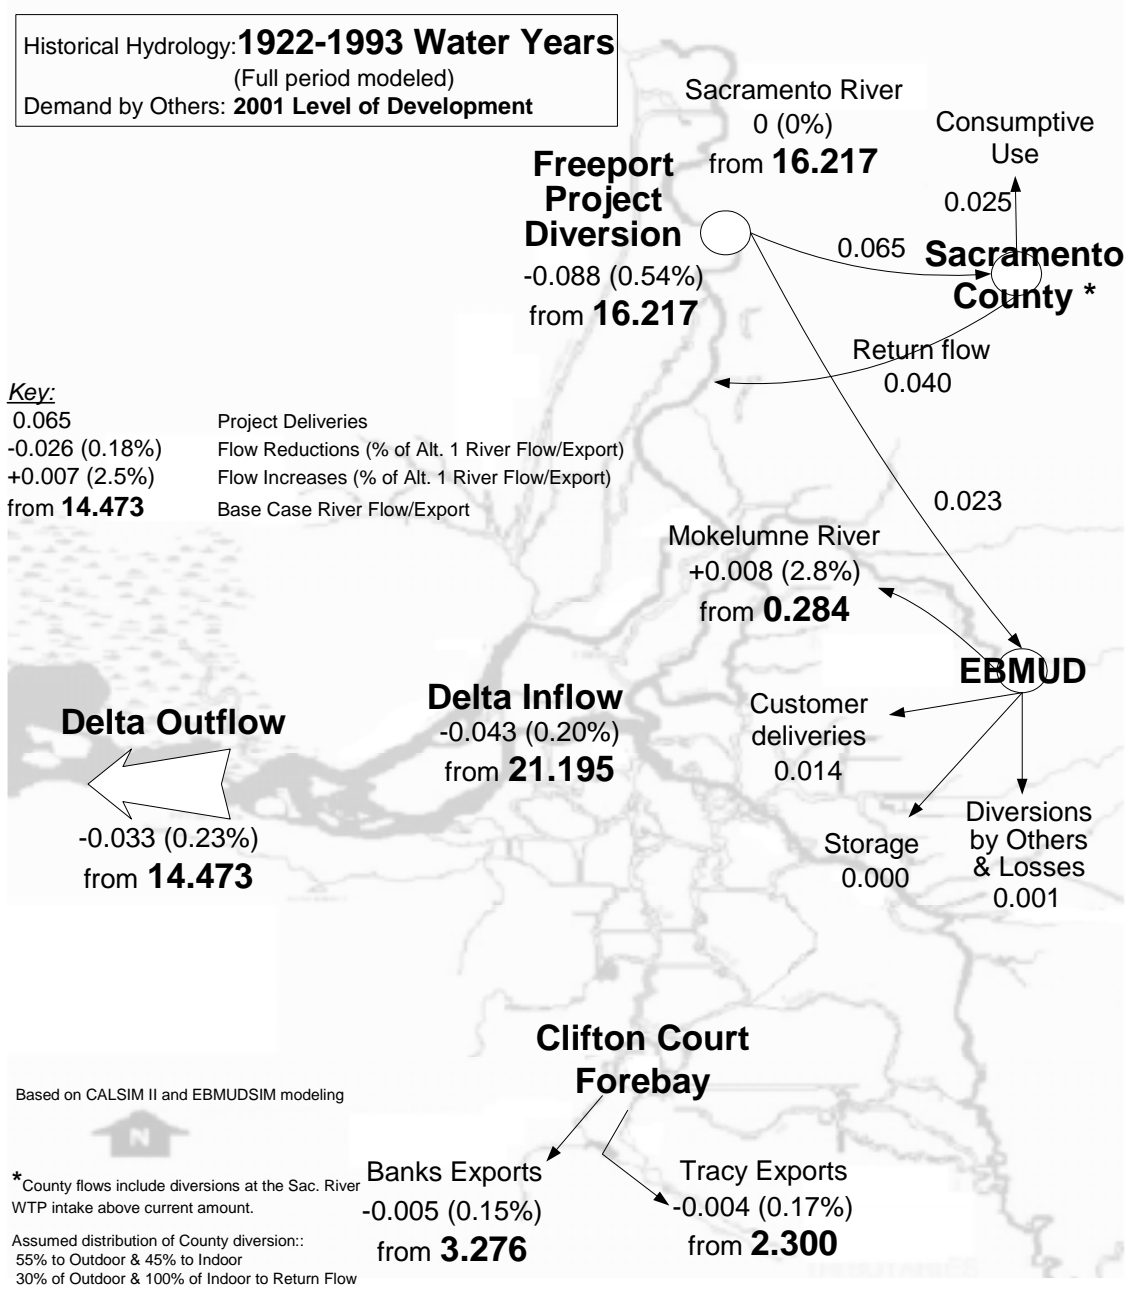 Historical Hydrology: 1922-1993 Water Years
(Full period modeled)
Demand by Others: 2001 Level of Development
Sacramento River
0 (0%)
from 16.217
Consumptive
Use
0.025
Freeport
Project
Diversion
-0.088 (0.54%)
from 16.217
0.065
Sacramento
County *
Return flow
0.040
Key:
0.065 Project Deliveries
-0.026 (0.18%) Flow Reductions (% of Alt. 1 River Flow/Export)
+0.007 (2.5%) Flow Increases (% of Alt. 1 River Flow/Export)
from 14.473 Base Case River Flow/Export
0.023
Mokelumne River
+0.008 (2.8%)
from 0.284
EBMUD
Delta Inflow
-0.043 (0.20%)
from 21.195
Customer
deliveries
0.014
Delta Outflow
-0.033 (0.23%)
from 14.473
Storage
0.000
Diversions
by Others
& Losses
0.001
Clifton Court
Forebay
Based on CALSIM II and EBMUDSIM modeling
N
Banks Exports
-0.005 (0.15%)
from 3.276
Tracy Exports
-0.004 (0.17%)
from 2.300
*County flows include diversions at the Sac. River
WTP intake above current amount.
Assumed distribution of County diversion::
55% to Outdoor & 45% to Indoor
30% of Outdoor & 100% of Indoor to Return Flow